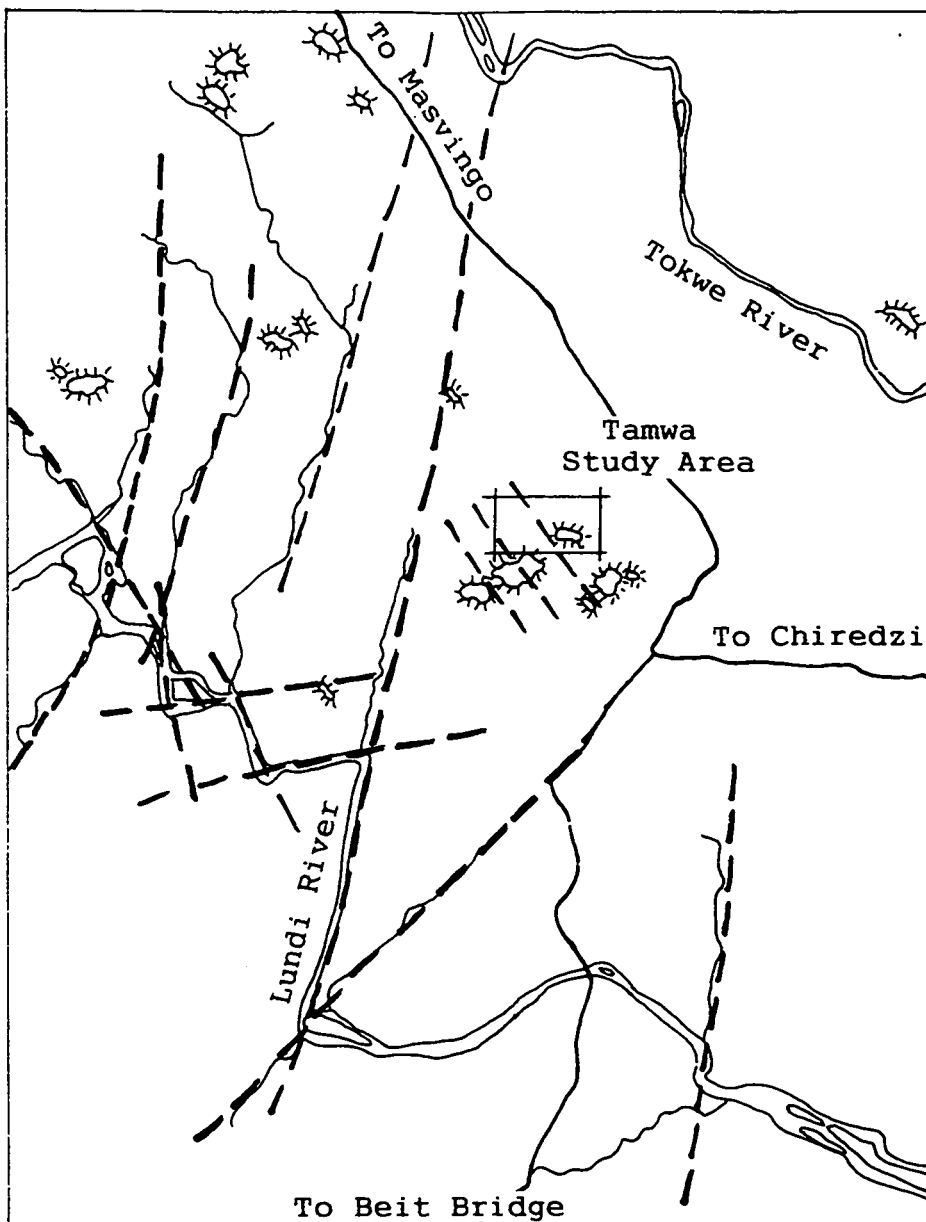 To Masvingo
Tokwe River
Tamwa
Study Area
To Chiredzi
Lundi River
To Beit Bridge